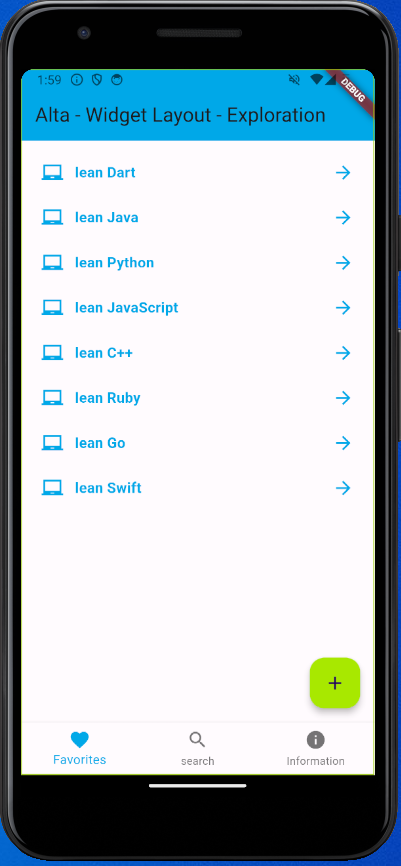 1:59
DEBUG
Alta - Widget Layout - Exploration
lean Dart
lean Java
lean Python
lean JavaScript
lean C++
lean Ruby
lean Go
lean Swift
+
Favorites
search
Information